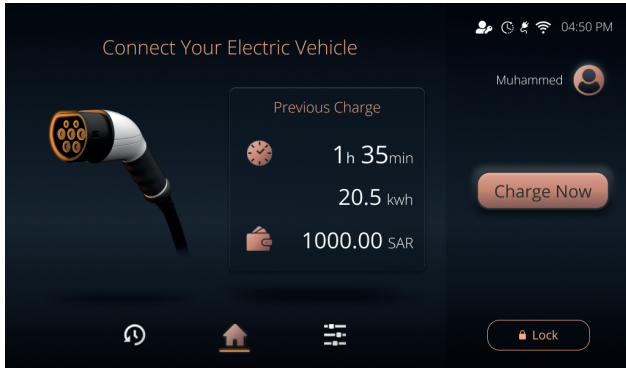 Connect Your Electric Vehicle
04:50 PM
Muhammed
Previous Charge
1h 35min
20.5 kwh
1000.00 SAR
Charge Now
Lock